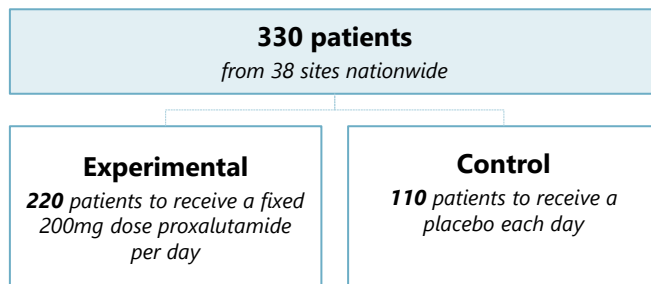 330 patients
from 38 sites nationwide
Experimental
220 patients to receive a fixed
200mg dose proxalutamide
per day
Control
110 patients to receive a
placebo each day